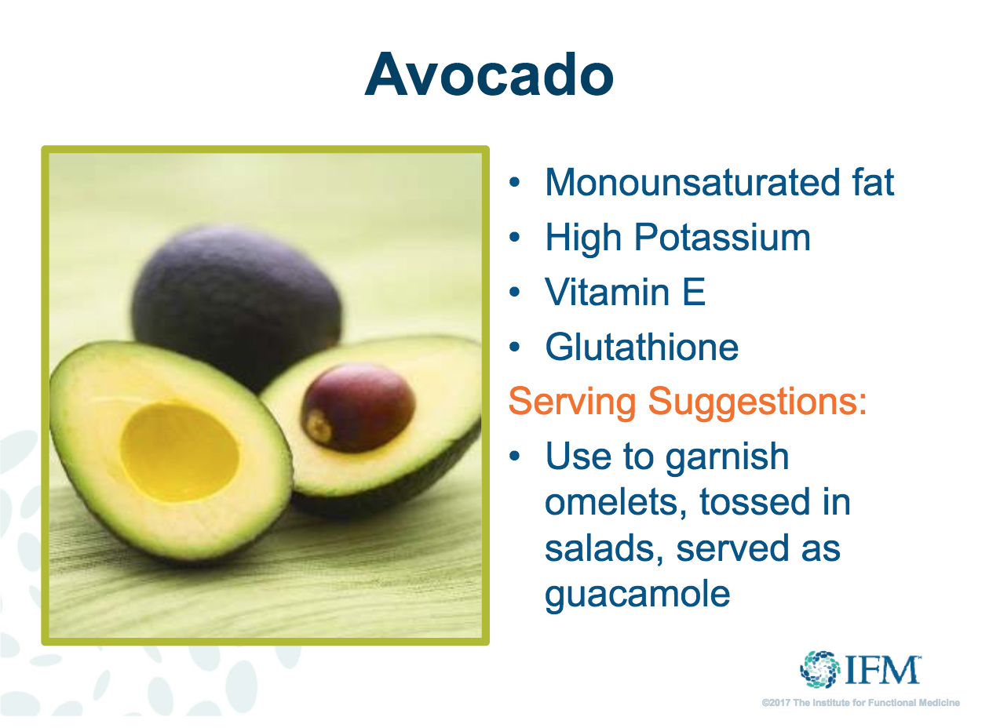 Avocado
• Monounsaturated fat
• High Potassium
• Vitamin E
• Glutathione
Serving Suggestions:
• Use to garnish
omelets, tossed in
salads, served as
guacamole
IFM™
©2017 The Institute for Functional Medicine